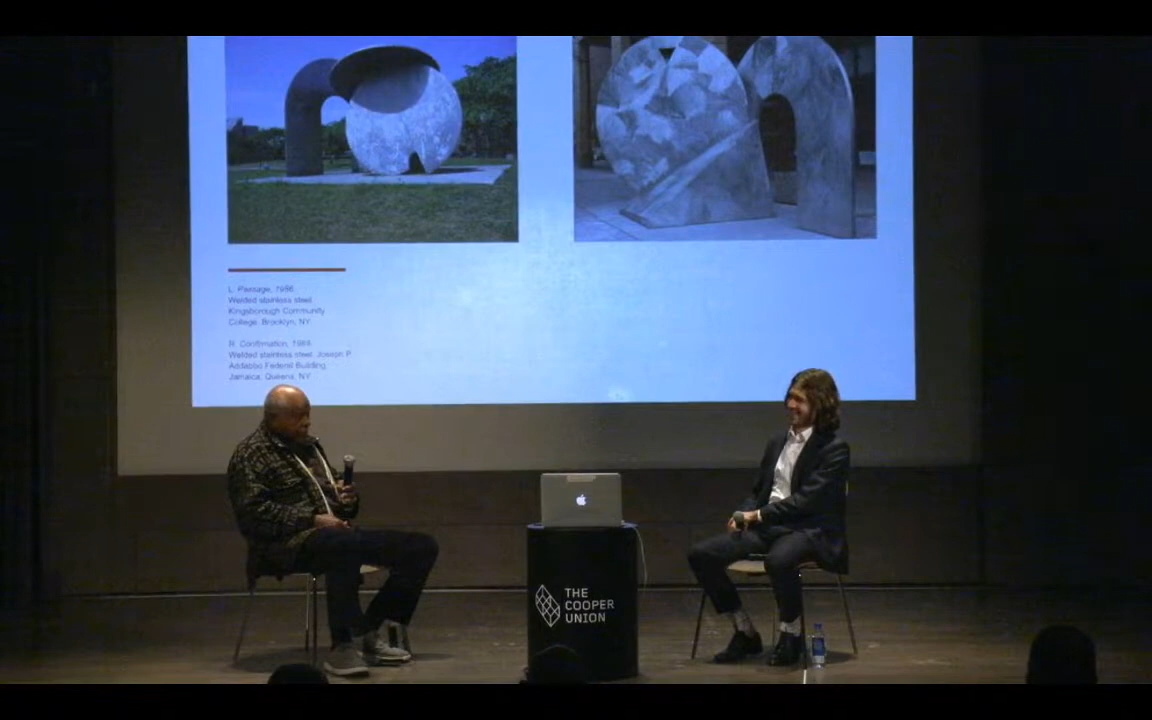 L. Passage, 1986
Welded stainless steel
Kingsborough Community
College, Brooklyn, NY
R. Confirmation, 1989
Welded stainless steel, Joseph P.
Addabbo Federal Building
Jamaica, Queens, NY
THE
COOPER
UNION